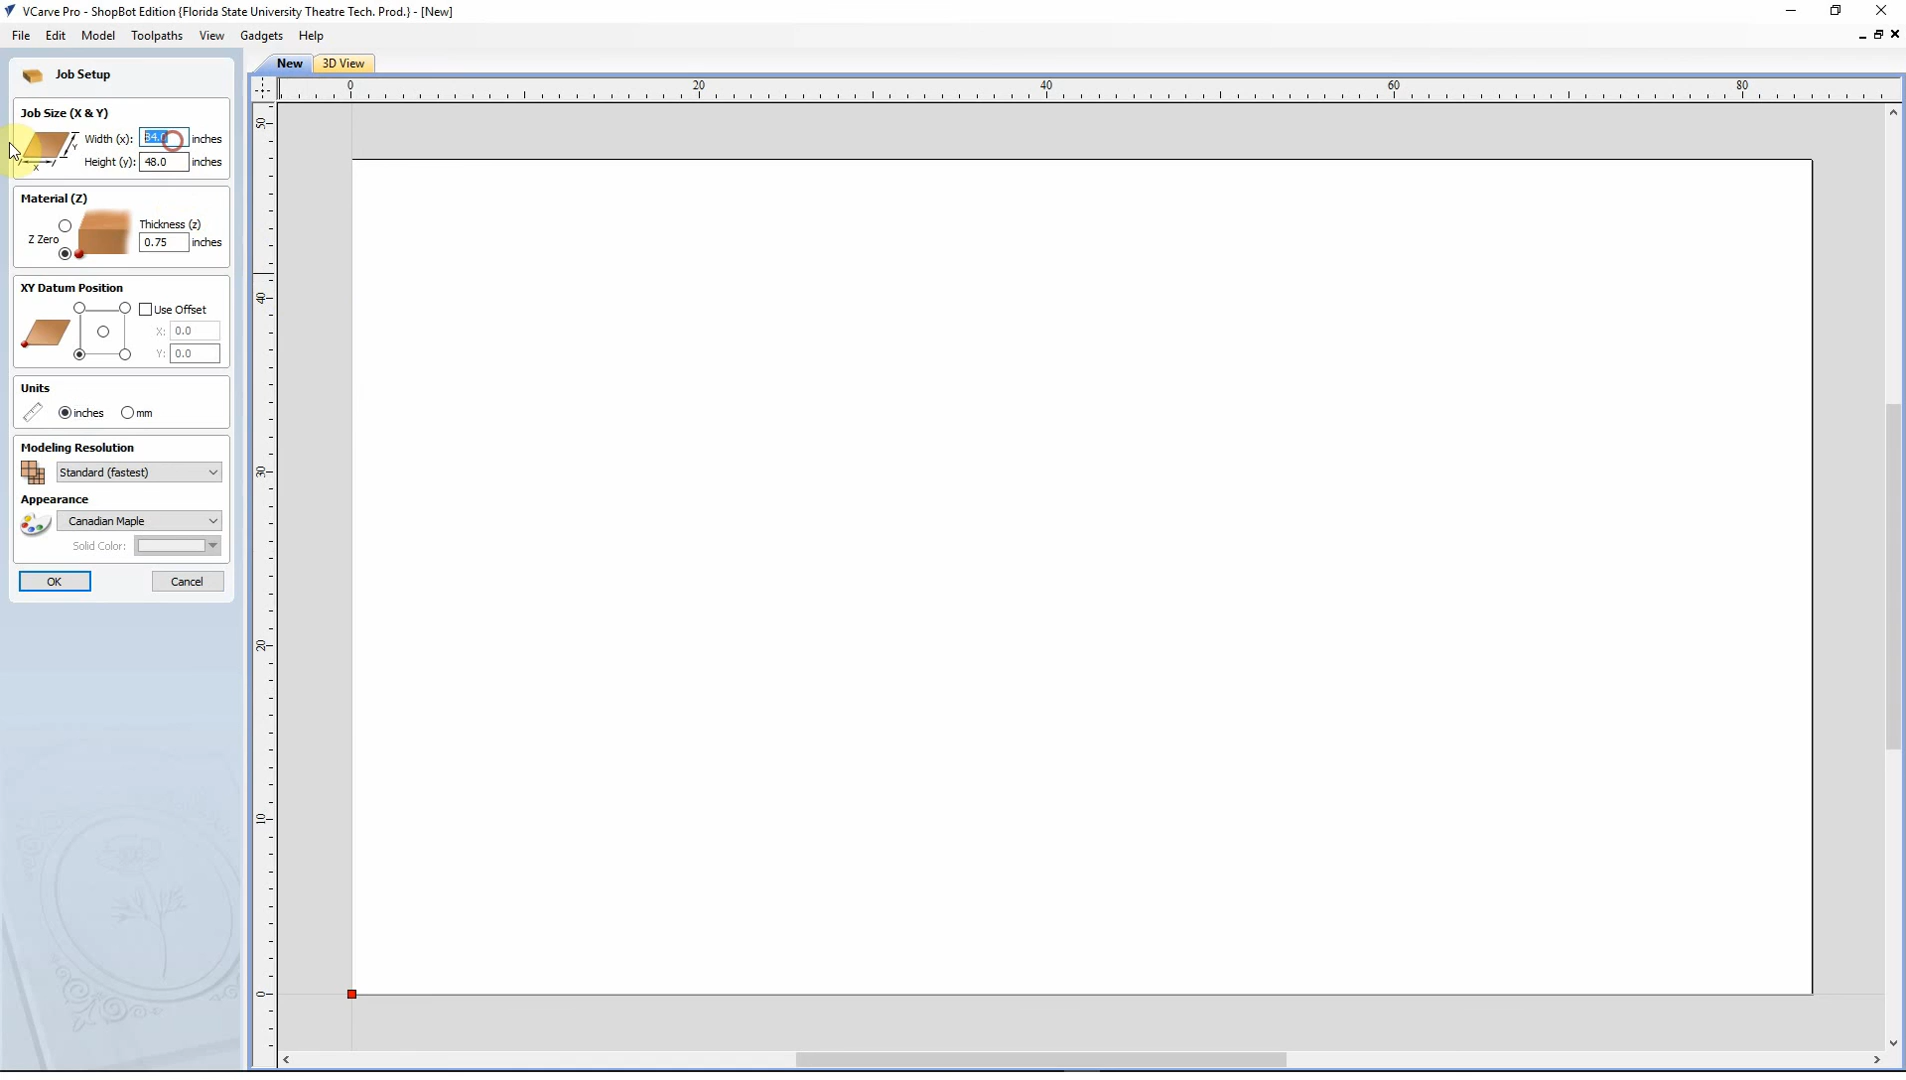 VCarve Pro - ShopBot Edition {Florida State University Theatre Tech. Prod.} - [New]
File Edit Model Toolpaths View Gadgets Help
New 3D View
Job Setup
0 20 40 60 80
Job Size (X & Y)
Width (x): 84.0 inches
Height (y): 48.0 inches
Y
X
50
Material (Z)
Thickness (z)
Z Zero
0.75 inches
XY Datum Position
40
Use Offset
X: 0.0
Y: 0.0
Units
inches mm
Modeling Resolution
30
Standard (fastest)
Appearance
Canadian Maple
Solid Color:
OK Cancel
20
10
0